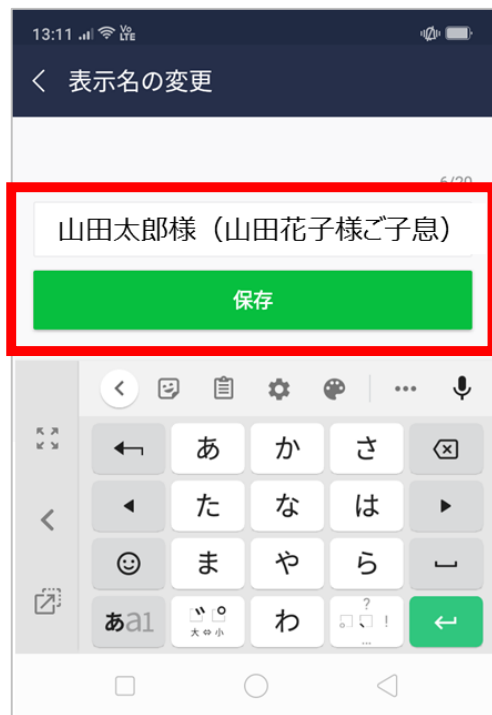 13:11 Vo LTE
表示名の変更
6/20
山田太郎様（山田花子様ご子息）
保存
あ か さ
た な は
ま や ら
あa1 大⇔小 わ ? ! ...